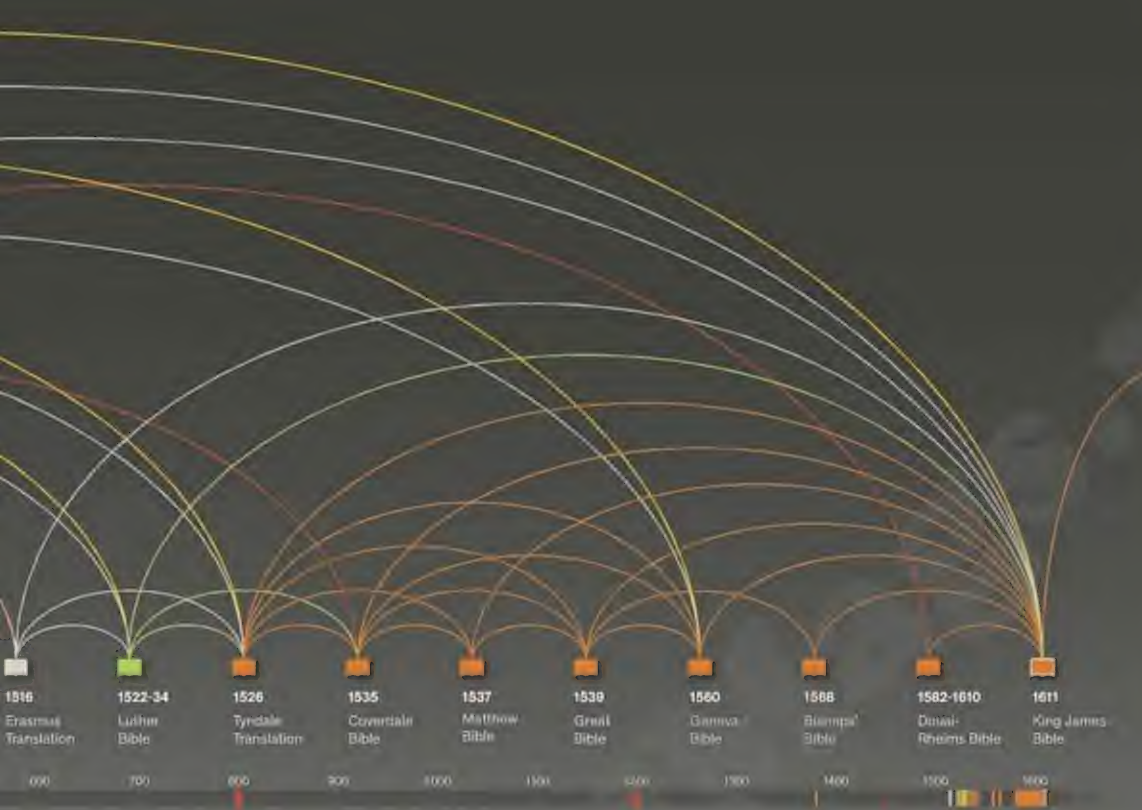 1516
Erasmus
Translation
1522-34
Luther
Bible
1526
Tyndale
Translation
1535
Coverdale
Bible
1537
Matthew
Bible
1539
Great
Bible
1560
Geneva
Bible
1568
Bishops'
Bible
1582-1610
Douai-
Rheims Bible
1611
King James
Bible
600 700 800 900 1000 1100 1200 1300 1400 1500 1600